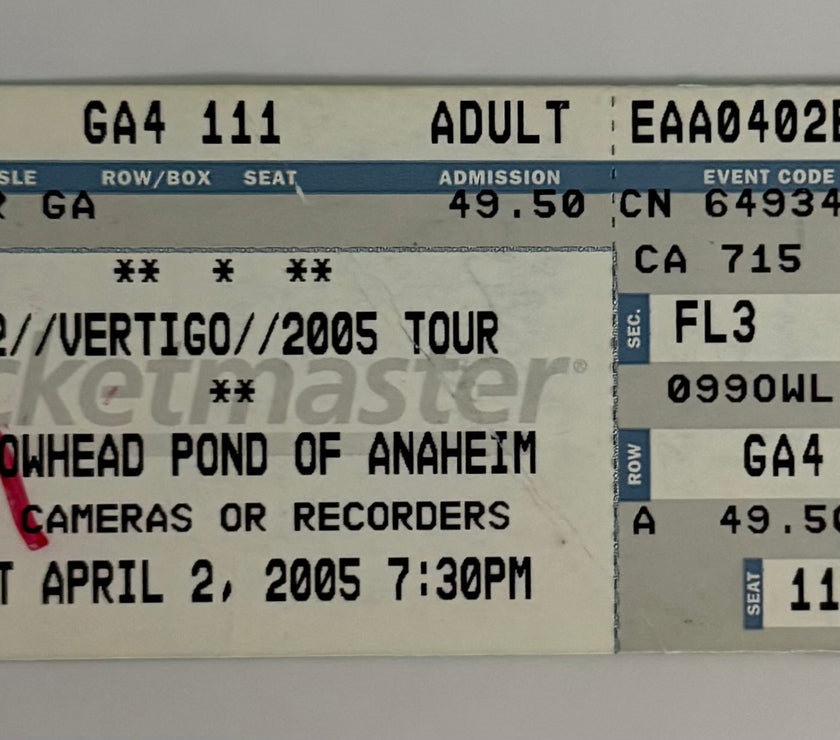 GA4 111 ADULT EAA0402
ROW/BOX SEAT ADMISSION EVENT CODE
GA 49.50 CN 64934
** * ** CA 715
//VERTIGO//2005 TOUR SEC. FL3
** 0990WL
POND OF ANAHEIM ROW GA4
CAMERAS OR RECORDERS A 49.50
APRIL 2, 2005 7:30PM SEAT 11